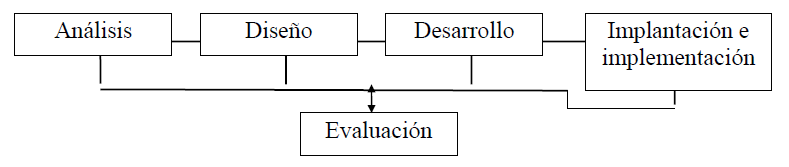 Análisis
Diseño
Desarrollo
Implantación e
implementación
Evaluación